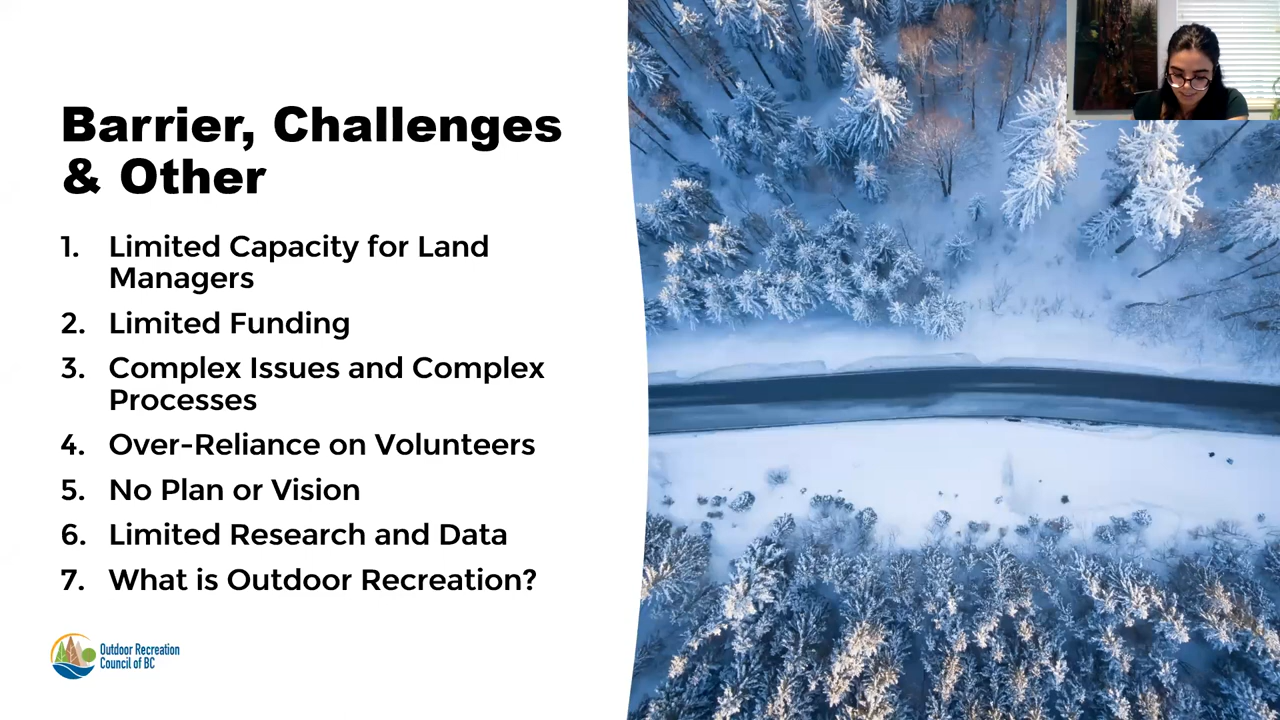 Barrier, Challenges
& Other
1. Limited Capacity for Land
Managers
2. Limited Funding
3. Complex Issues and Complex
Processes
4. Over-Reliance on Volunteers
5. No Plan or Vision
6. Limited Research and Data
7. What is Outdoor Recreation?
Outdoor Recreation
Council of BC